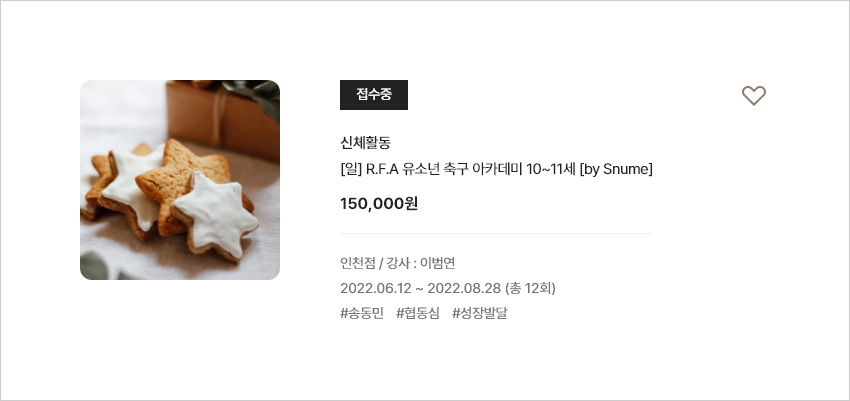 접수중
신체활동
[일] R.F.A 유소년 축구 아카데미 10~11세 [by Snume]
150,000원
인천점 / 강사 : 이범연
2022.06.12 ~ 2022.08.28 (총 12회)
#송동민 #협동심 #성장발달